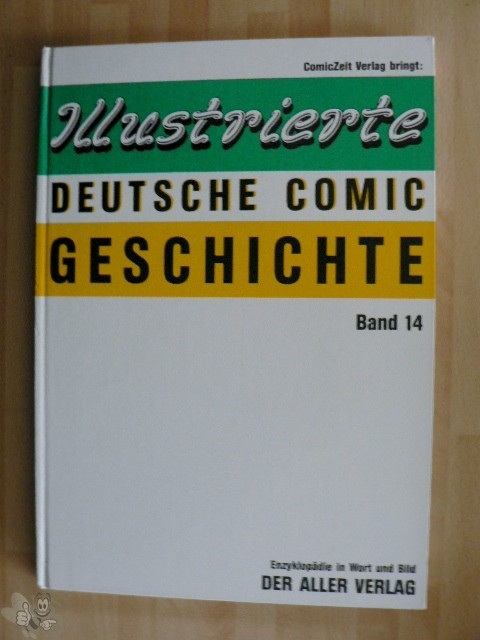 ComicZeit Verlag bringt:
Illustrierte
DEUTSCHE COMIC
GESCHICHTE
Band 14
Enzyklopädie in Wort und Bild
DER ALLER VERLAG